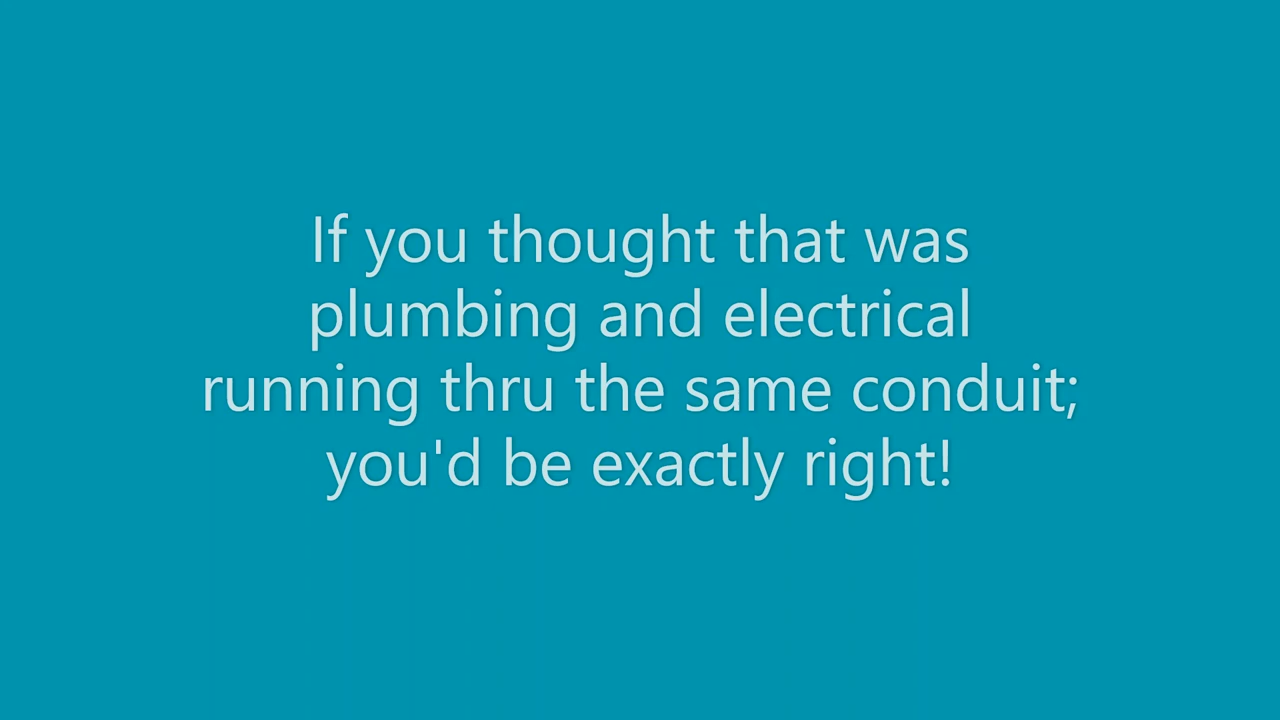 If you thought that was
plumbing and electrical
running thru the same conduit;
you'd be exactly right!